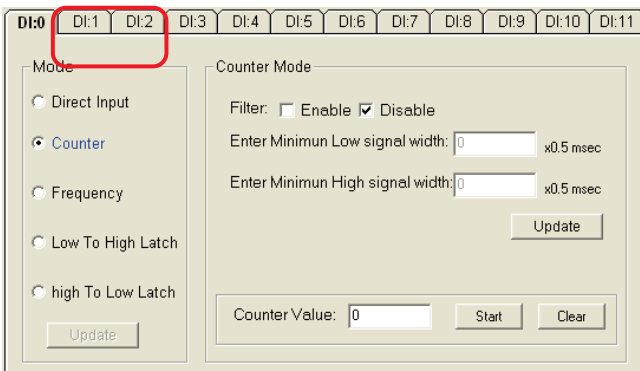 DI:0 DI:1 DI:2 DI:3 DI:4 DI:5 DI:6 DI:7 DI:8 DI:9 DI:10 DI:11
Mode
Direct Input
Counter
Frequency
Low To High Latch
high To Low Latch
Update
Counter Mode
Filter: Enable Disable
Enter Minimun Low signal width: 0 x0.5 msec
Enter Minimun High signal width: 0 x0.5 msec
Update
Counter Value: 0 Start Clear